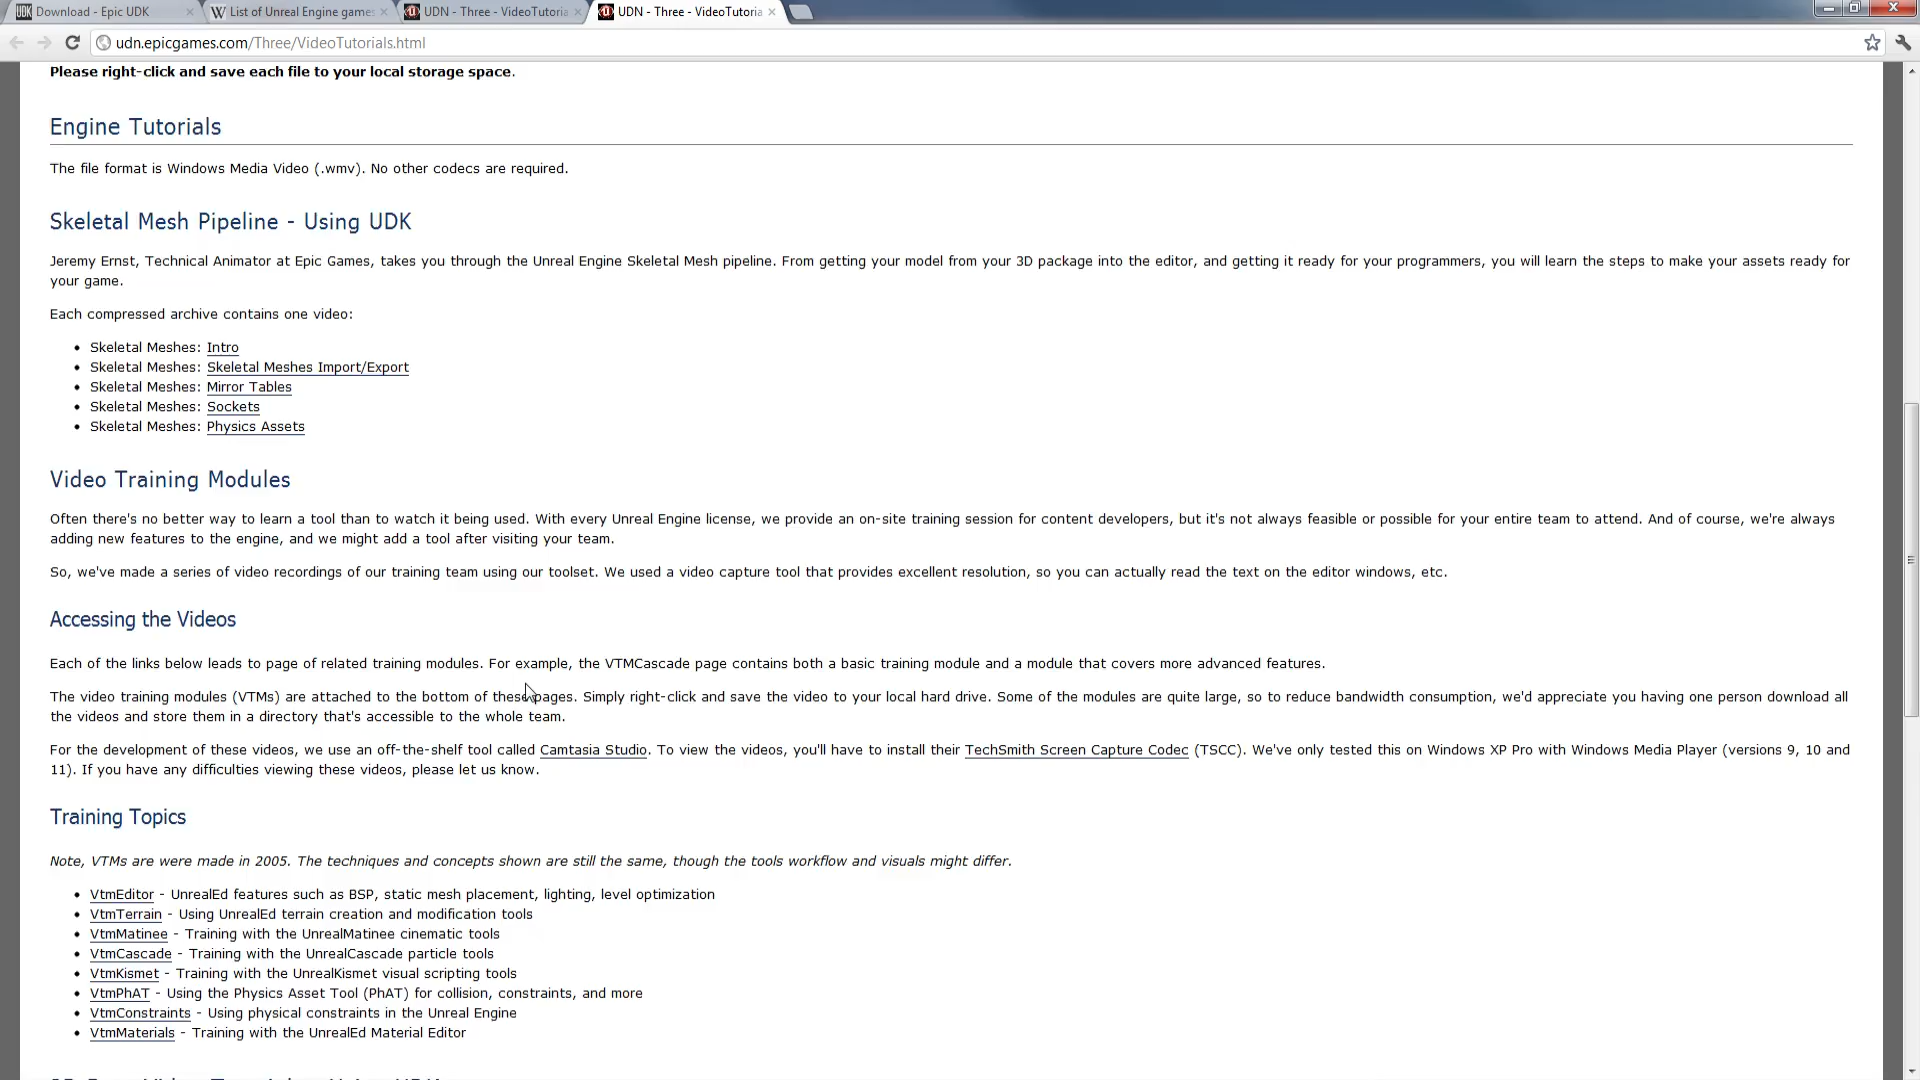 Download - Epic UDK
List of Unreal Engine games
UDN - Three - VideoTutoria
UDN - Three - VideoTutoria
udn.epicgames.com/Three/VideoTutorials.html
Please right-click and save each file to your local storage space.
Engine Tutorials
The file format is Windows Media Video (.wmv). No other codecs are required.
Skeletal Mesh Pipeline - Using UDK
Jeremy Ernst, Technical Animator at Epic Games, takes you through the Unreal Engine Skeletal Mesh pipeline. From getting your model from your 3D package into the editor, and getting it ready for your programmers, you will learn the steps to make your assets ready for
your game.
Each compressed archive contains one video:
• Skeletal Meshes: Intro
• Skeletal Meshes: Skeletal Meshes Import/Export
• Skeletal Meshes: Mirror Tables
• Skeletal Meshes: Sockets
• Skeletal Meshes: Physics Assets
Video Training Modules
Often there's no better way to learn a tool than to watch it being used. With every Unreal Engine license, we provide an on-site training session for content developers, but it's not always feasible or possible for your entire team to attend. And of course, we're always
adding new features to the engine, and we might add a tool after visiting your team.
So, we've made a series of video recordings of our training team using our toolset. We used a video capture tool that provides excellent resolution, so you can actually read the text on the editor windows, etc.
Accessing the Videos
Each of the links below leads to page of related training modules. For example, the VTMCascade page contains both a basic training module and a module that covers more advanced features.
The video training modules (VTMs) are attached to the bottom of these pages. Simply right-click and save the video to your local hard drive. Some of the modules are quite large, so to reduce bandwidth consumption, we'd appreciate you having one person download all
the videos and store them in a directory that's accessible to the whole team.
For the development of these videos, we use an off-the-shelf tool called Camtasia Studio. To view the videos, you'll have to install their TechSmith Screen Capture Codec (TSCC). We've only tested this on Windows XP Pro with Windows Media Player (versions 9, 10 and
11). If you have any difficulties viewing these videos, please let us know.
Training Topics
Note, VTMs are were made in 2005. The techniques and concepts shown are still the same, though the tools workflow and visuals might differ.
• VtmEditor - UnrealEd features such as BSP, static mesh placement, lighting, level optimization
• VtmTerrain - Using UnrealEd terrain creation and modification tools
• VtmMatinee - Training with the UnrealMatinee cinematic tools
• VtmCascade - Training with the UnrealCascade particle tools
• VtmKismet - Training with the UnrealKismet visual scripting tools
• VtmPhAT - Using the Physics Asset Tool (PhAT) for collision, constraints, and more
• VtmConstraints - Using physical constraints in the Unreal Engine
• VtmMaterials - Training with the UnrealEd Material Editor